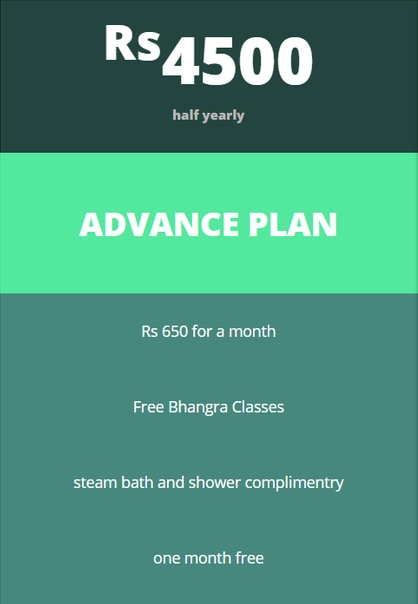 Rs4500
half yearly
ADVANCE PLAN
Rs 650 for a month
Free Bhangra Classes
steam bath and shower complimentry
one month free